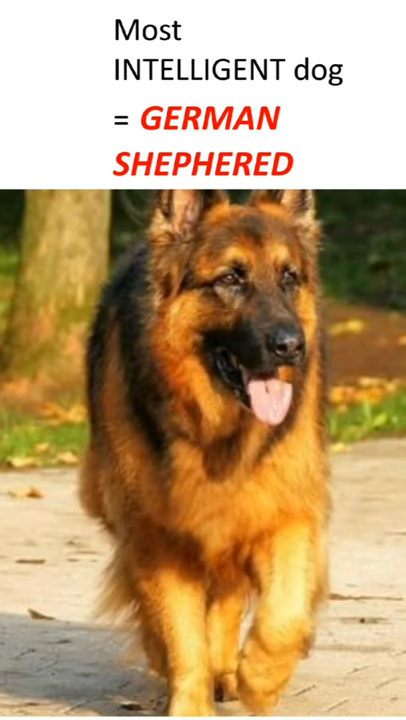 Most
INTELLIGENT dog
= GERMAN
SHEPHERED